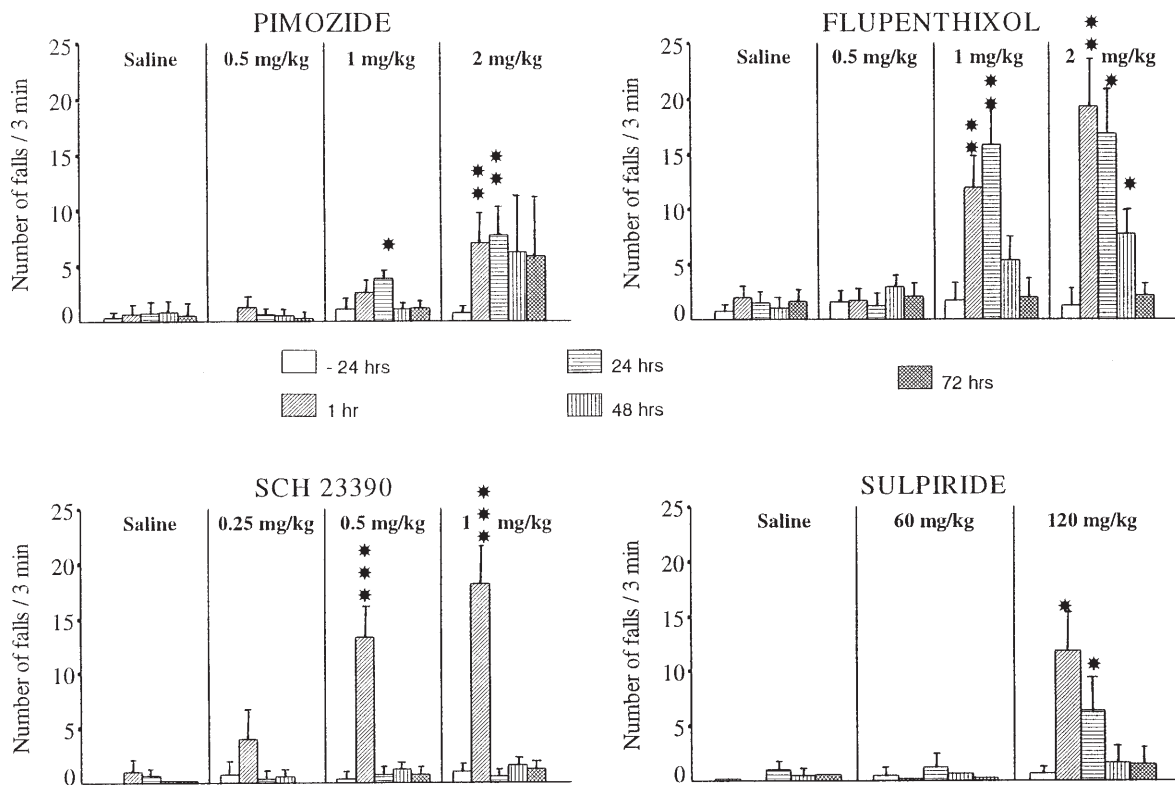 PIMOZIDE
Number of falls / 3 min
25
20
15
10
5
0
Saline
0.5 mg/kg
1 mg/kg
2 mg/kg
FLUPENTHIXOL
Number of falls / 3 min
25
20
15
10
5
0
Saline
0.5 mg/kg
1 mg/kg
2 mg/kg
- 24 hrs
1 hr
24 hrs
48 hrs
72 hrs
SCH 23390
Number of falls / 3 min
25
20
15
10
5
0
Saline
0.25 mg/kg
0.5 mg/kg
1 mg/kg
SULPIRIDE
Number of falls / 3 min
25
20
15
10
5
0
Saline
60 mg/kg
120 mg/kg